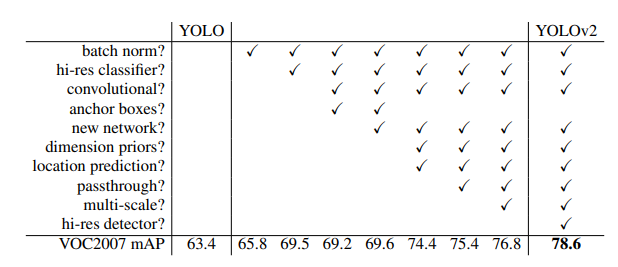 YOLO YOLOv2
batch norm? ✓ ✓ ✓ ✓ ✓ ✓ ✓ ✓
hi-res classifier? ✓ ✓ ✓ ✓ ✓ ✓ ✓
convolutional? ✓ ✓ ✓ ✓ ✓ ✓
anchor boxes? ✓ ✓
new network? ✓ ✓ ✓ ✓ ✓
dimension priors? ✓ ✓ ✓ ✓
location prediction? ✓ ✓ ✓ ✓
passthrough? ✓ ✓ ✓
multi-scale? ✓ ✓
hi-res detector? ✓
VOC2007 mAP 63.4 65.8 69.5 69.2 69.6 74.4 75.4 76.8 78.6